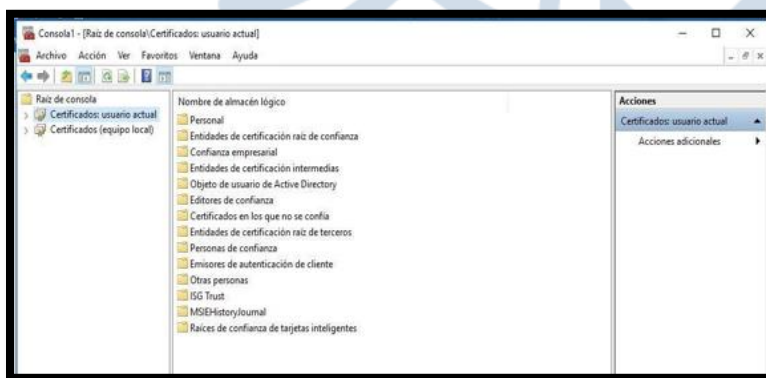 Consola1 - [Raíz de consola\Certificados: usuario actual]
Archivo Acción Ver Favoritos Ventana Ayuda
Raíz de consola
Certificados: usuario actual
Certificados (equipo local)
Nombre de almacén lógico
Personal
Entidades de certificación raíz de confianza
Confianza empresarial
Entidades de certificación intermedias
Objeto de usuario de Active Directory
Editores de confianza
Certificados en los que no se confía
Entidades de certificación raíz de terceros
Personas de confianza
Emisores de autenticación de cliente
Otras personas
ISG Trust
MSIEHistoryJournal
Raíces de confianza de tarjetas inteligentes
Acciones
Certificados: usuario actual
Acciones adicionales